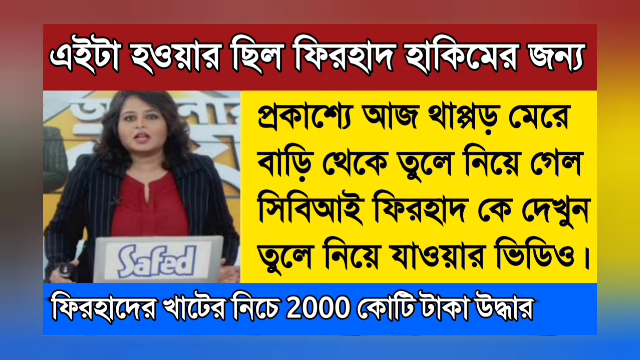 এইটা হওয়ার ছিল ফিরহাদ হাকিমের জন্য
প্রকাশ্যে আজ থাপ্পড় মেরে
বাড়ি থেকে তুলে নিয়ে গেল
সিবিআই ফিরহাদ কে দেখুন
তুলে নিয়ে যাওয়ার ভিডিও।
Safed
ফিরহাদের খাটের নিচে 2000 কোটি টাকা উদ্ধার